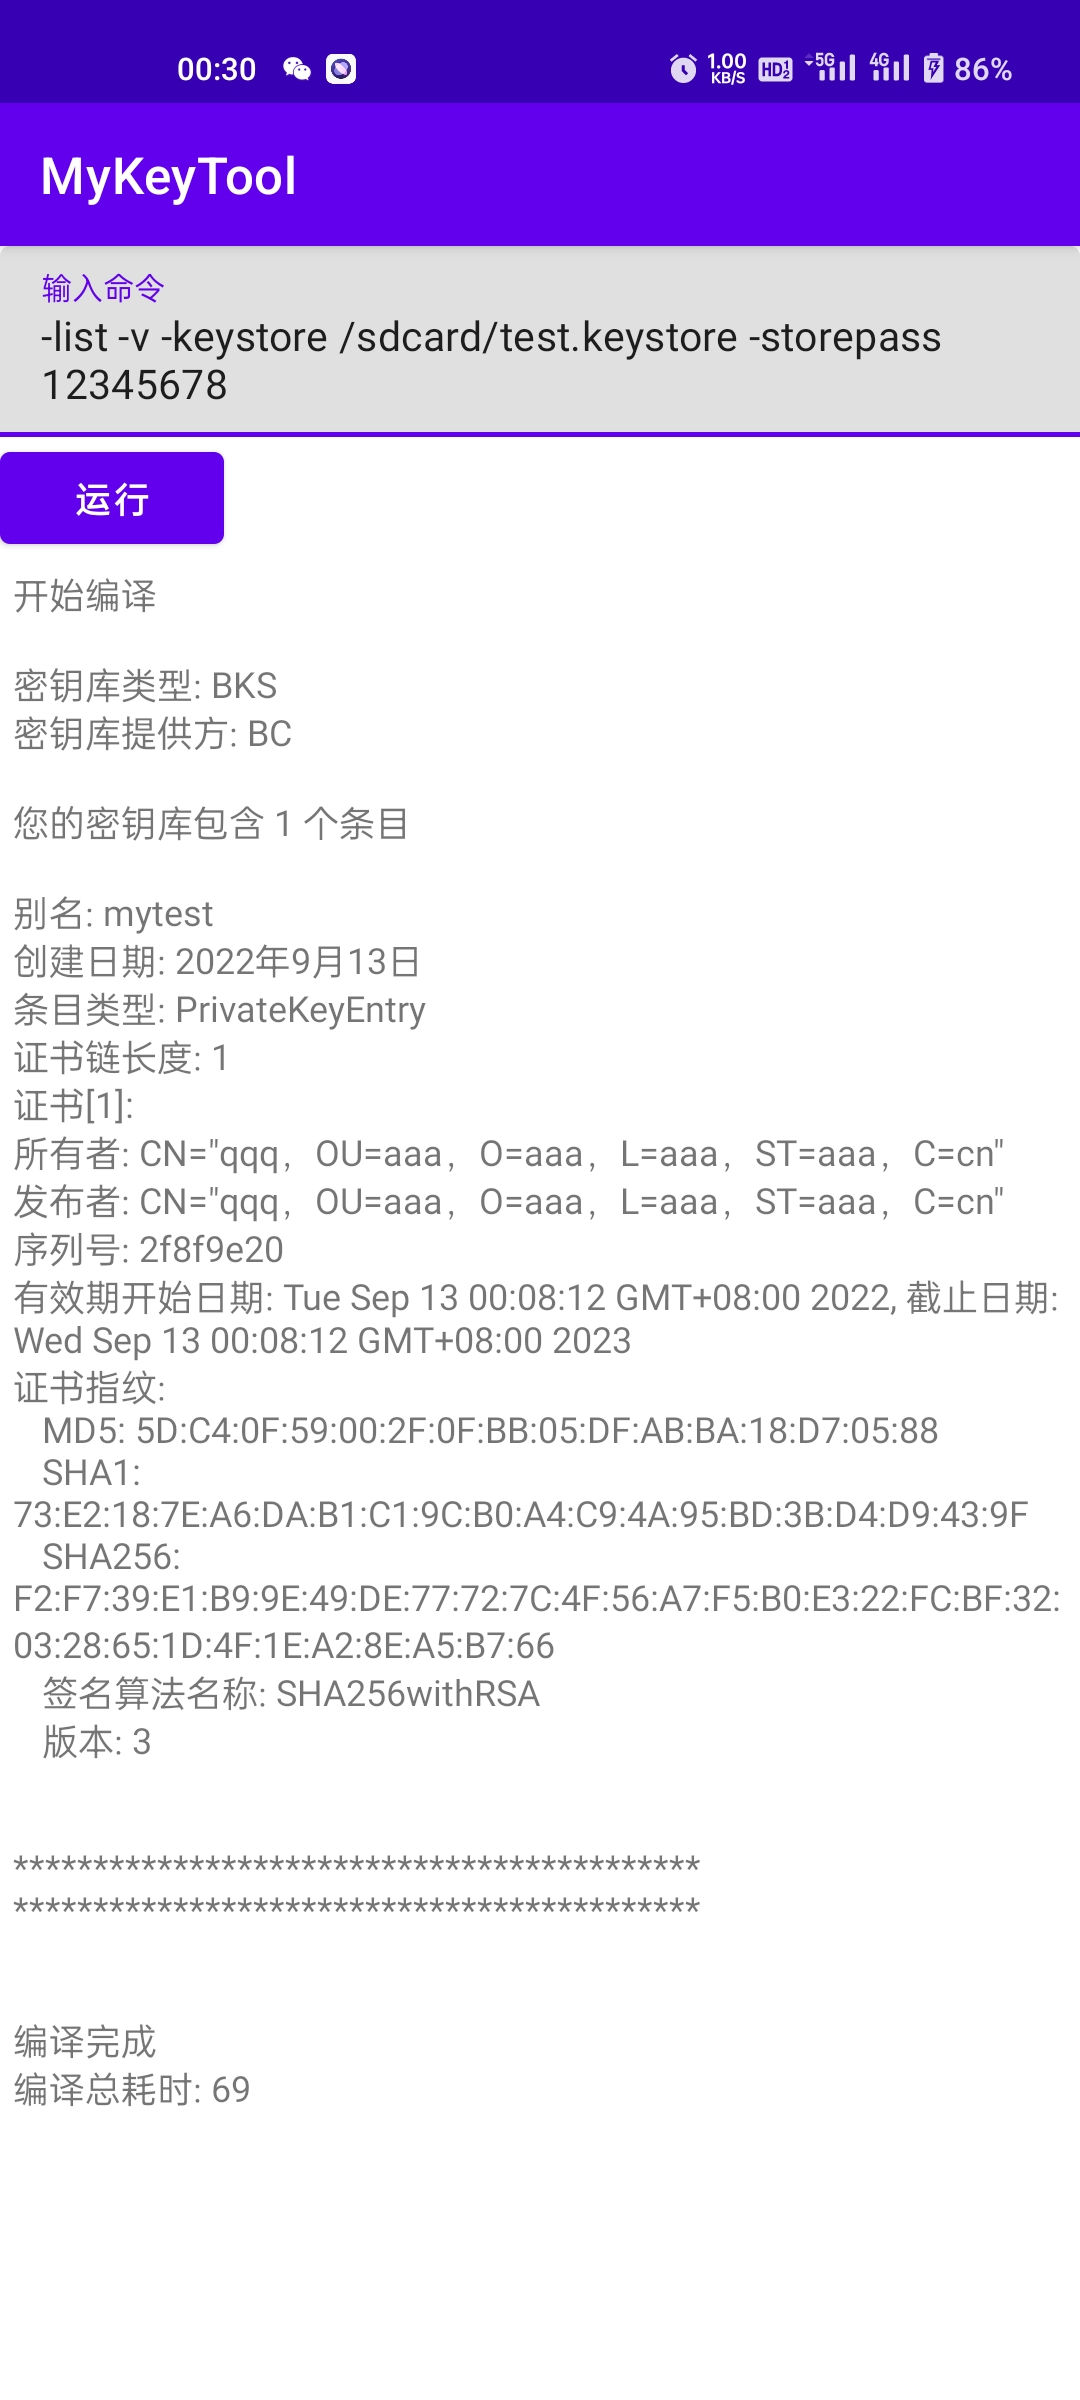 00:30
1.00 KB/S HD 1 2 5G 4G 86%
MyKeyTool
输入命令
-list -v -keystore /sdcard/test.keystore -storepass
12345678
运行
开始编译
密钥库类型: BKS
密钥库提供方: BC
您的密钥库包含 1 个条目
别名: mytest
创建日期: 2022年9月13日
条目类型: PrivateKeyEntry
证书链长度: 1
证书[1]:
所有者: CN="qqq，OU=aaa，O=aaa，L=aaa，ST=aaa，C=cn"
发布者: CN="qqq，OU=aaa，O=aaa，L=aaa，ST=aaa，C=cn"
序列号: 2f8f9e20
有效期开始日期: Tue Sep 13 00:08:12 GMT+08:00 2022, 截止日期:
Wed Sep 13 00:08:12 GMT+08:00 2023
证书指纹:
MD5: 5D:C4:0F:59:00:2F:0F:BB:05:DF:AB:BA:18:D7:05:88
SHA1:
73:E2:18:7E:A6:DA:B1:C1:9C:B0:A4:C9:4A:95:BD:3B:D4:D9:43:9F
SHA256:
F2:F7:39:E1:B9:9E:49:DE:77:72:7C:4F:56:A7:F5:B0:E3:22:FC:BF:32:
03:28:65:1D:4F:1E:A2:8E:A5:B7:66
签名算法名称: SHA256withRSA
版本: 3
*******************************************
*******************************************
编译完成
编译总耗时: 69